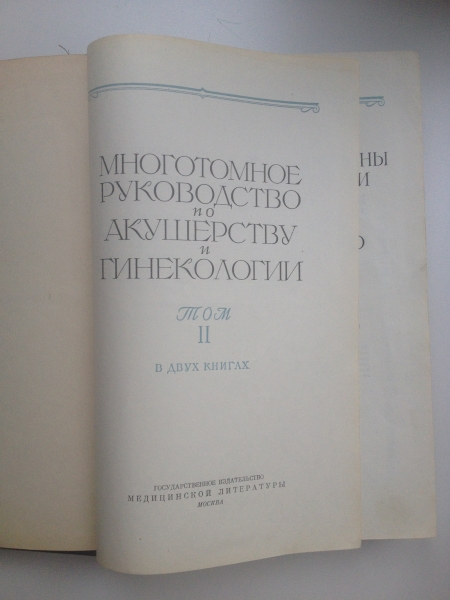 МНОГОТОМНОЕ
РУКОВОДСТВО
по
АКУШЕРСТВУ
и
ГИНЕКОЛОГИИ
ТОМ
II
В ДВУХ КНИГАХ
ГОСУДАРСТВЕННОЕ ИЗДАТЕЛЬСТВО
МЕДИЦИНСКОЙ ЛИТЕРАТУРЫ
МОСКВА